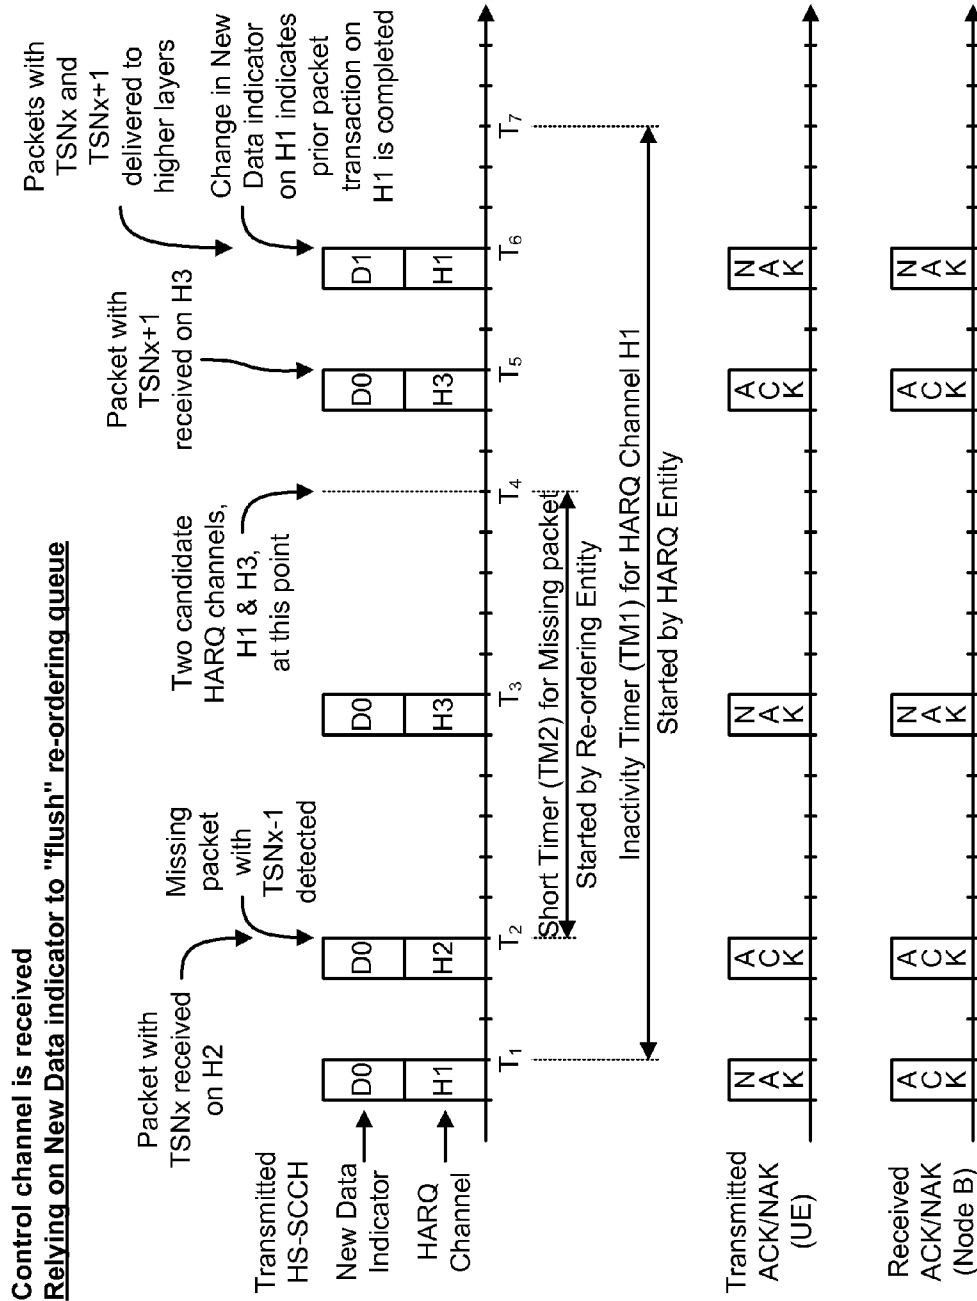 Control channel is received
Relying on New Data indicator to "flush" re-ordering queue
Packet with
TSNx received
on H2
Missing
packet
with
TSNx-1
detected
Two candidate
HARQ channels,
H1 & H3,
at this point
Packet with
TSNx+1
received on H3
Packets with
TSNx and
TSNx+1
delivered to
higher layers
Change in New
Data indicator
on H1 indicates
prior packet
transaction on
H1 is completed
Transmitted
HS-SCCH
New Data
Indicator
HARQ
Channel
D0
H1
D0
H2
D0
H3
D0
H3
D1
H1
T1
T2
T3
T4
T5
T6
T7
Short Timer (TM2) for Missing packet
Started by Re-ordering Entity
Inactivity Timer (TM1) for HARQ Channel H1
Started by HARQ Entity
Transmitted
ACK/NAK
(UE)
NAK
ACK
NAK
ACK
NAK
Received
ACK/NAK
(Node B)
ACK
ACK
NAK
ACK
NAK